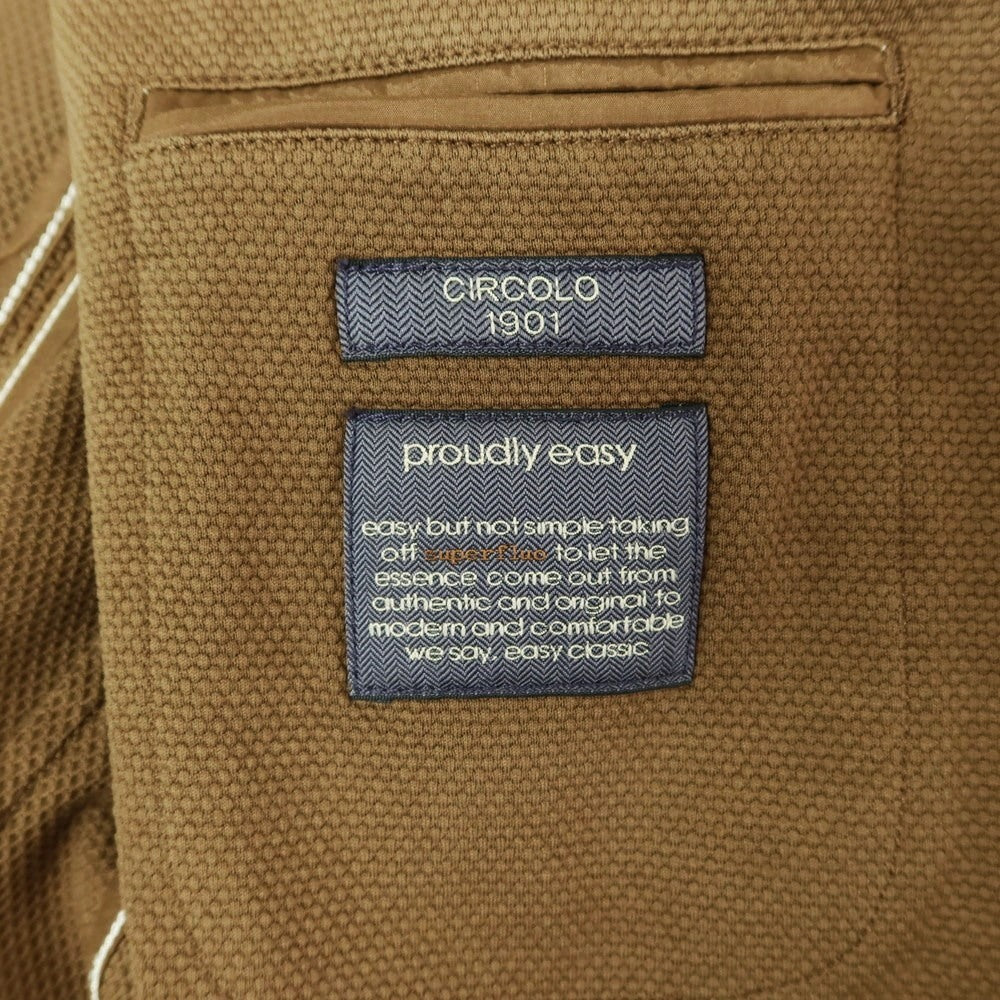 CIRCOLO
1901
proudly easy
easy but not simple taking
off superfluo to let the
essence come out from
authentic and original to
modern and comfortable
we say, easy classic